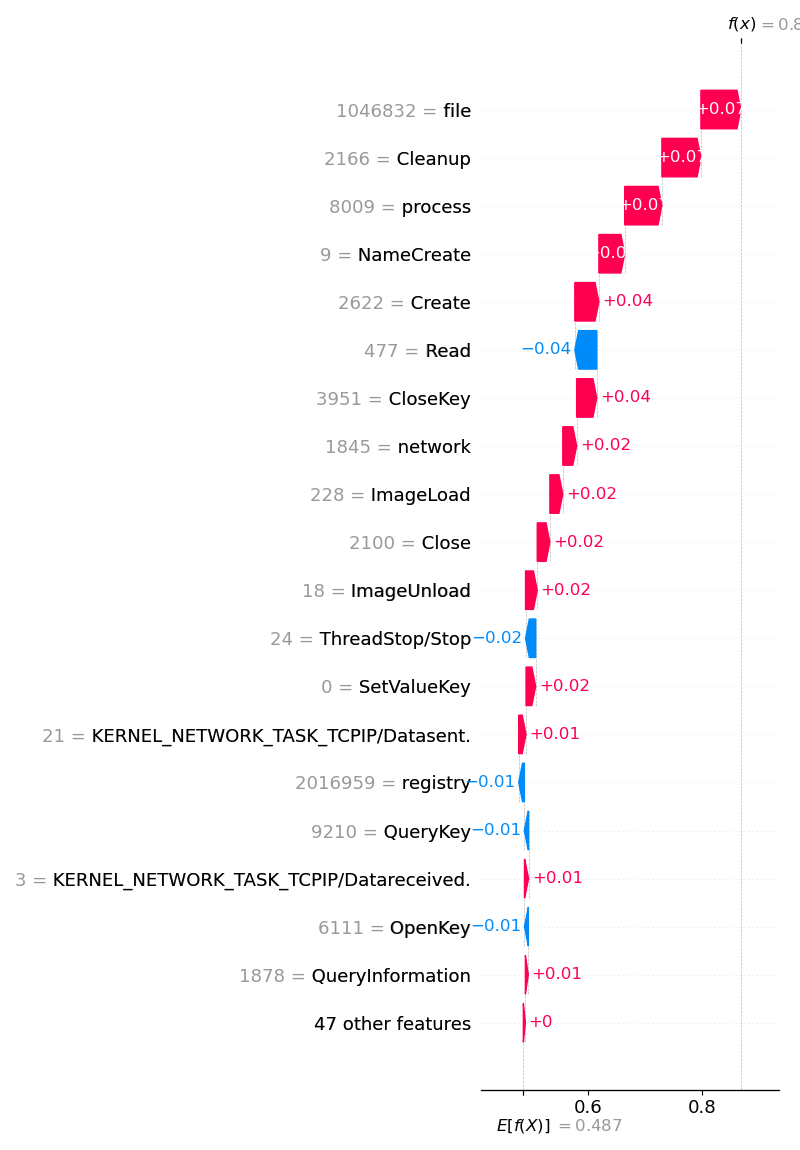 f(x) = 0.8
1046832 = file +0.07
2166 = Cleanup +0.07
8009 = process +0.07
9 = NameCreate
2622 = Create +0.04
477 = Read −0.04
3951 = CloseKey +0.04
1845 = network +0.02
228 = ImageLoad +0.02
2100 = Close +0.02
18 = ImageUnload +0.02
24 = ThreadStop/Stop −0.02
0 = SetValueKey +0.02
21 = KERNEL_NETWORK_TASK_TCPIP/Datasent. +0.01
2016959 = registry −0.01
9210 = QueryKey −0.01
3 = KERNEL_NETWORK_TASK_TCPIP/Datareceived. +0.01
6111 = OpenKey −0.01
1878 = QueryInformation +0.01
47 other features +0
0.6 0.8
E[f(X)] = 0.487